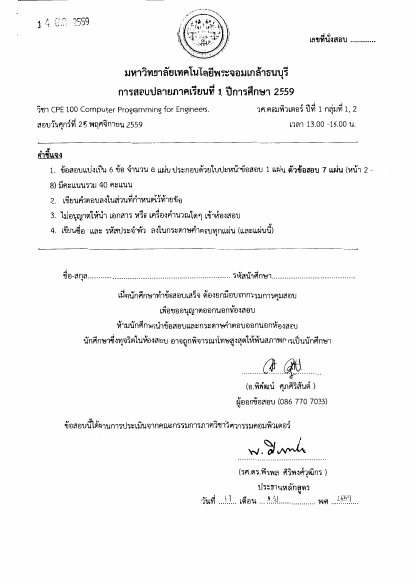 14 ธ.ค. 2559
เลขที่นั่งสอบ ............
มหาวิทยาลัยเทคโนโลยีพระจอมเกล้าธนบุรี
การสอบปลายภาคเรียนที่ 1 ปีการศึกษา 2559
วิชา CPE 100 Computer Programming for Engineers. วศ.คอมพิวเตอร์ ปีที่ 1 กลุ่มที่ 1, 2
สอบวันศุกร์ที่ 25 พฤศจิกายน 2559 เวลา 13.00 -16.00 น.
คำชี้แจง
1. ข้อสอบแบ่งเป็น 6 ข้อ จำนวน 8 แผ่น ประกอบด้วยใบปะหน้าข้อสอบ 1 แผ่น ตัวข้อสอบ 7 แผ่น (หน้า 2 -
8) มีคะแนนรวม 40 คะแนน
2. เขียนคำตอบลงในส่วนที่กำหนดไว้ท้ายข้อ
3. ไม่อนุญาตให้นำ เอกสาร หรือ เครื่องคำนวณใดๆ เข้าห้องสอบ
4. เขียนชื่อ และ รหัสประจำตัว ลงในกระดาษคำตอบทุกแผ่น (และแผ่นนี้)
ชื่อ-สกุล.................................................. รหัสนักศึกษา..............................
เมื่อนักศึกษาทำข้อสอบเสร็จ ต้องยกมือบอกกรรมการคุมสอบ
เพื่อขออนุญาตออกนอกห้องสอบ
ห้ามนักศึกษานำข้อสอบและกระดาษคำตอบออกนอกห้องสอบ
นักศึกษาซึ่งทุจริตในห้องสอบ อาจถูกพิจารณาโทษสูงสุดให้พ้นสภาพการเป็นนักศึกษา
(อ.พิพัฒน์ ศุภศิริสันต์ )
ผู้ออกข้อสอบ (086 770 7033)
ข้อสอบนี้ได้ผ่านการประเมินจากคณะกรรมการภาควิชาวิศวกรรมคอมพิวเตอร์
(รศ.ดร.พีรพล ศิริพงศ์วุฒิกร )
ประธานหลักสูตร
วันที่ ..17.. เดือน ........ พศ ..2559..